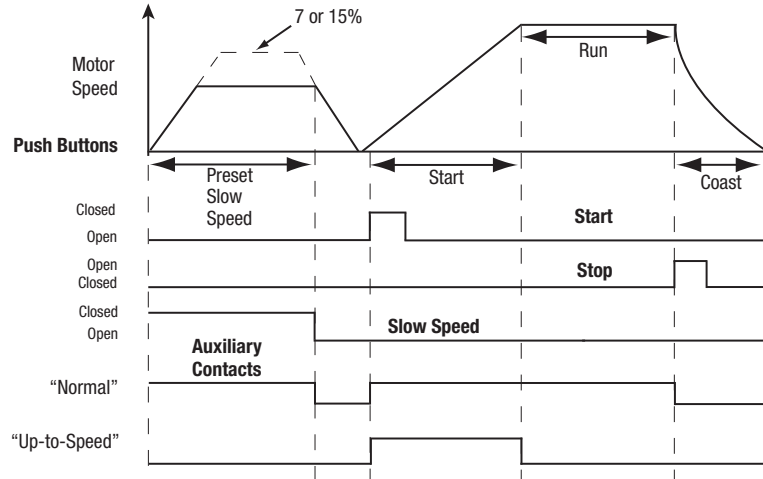 7 or 15%
Motor
Speed
Run
Push Buttons
Preset
Slow
Speed
Start
Coast
Closed
Open
Start
Open
Closed
Stop
Closed
Open
Slow Speed
Auxiliary
Contacts
“Normal”
“Up-to-Speed”